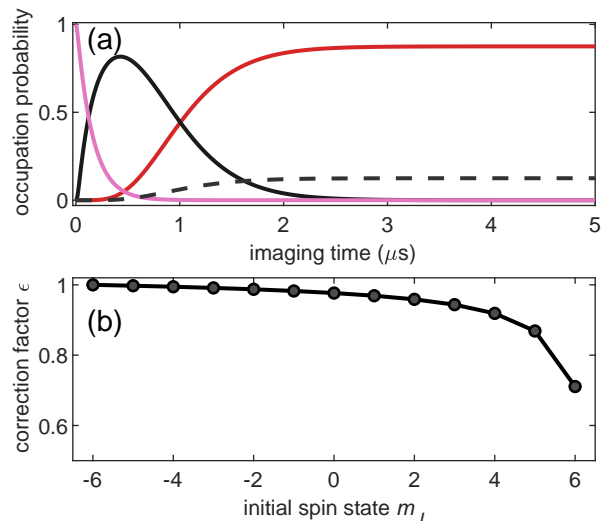 (a)
occupation probability
1
0.5
0
0 1 2 3 4 5
imaging time (μs)
(b)
correction factor ϵ
1
0.8
0.6
-6 -4 -2 0 2 4 6
initial spin state m_J